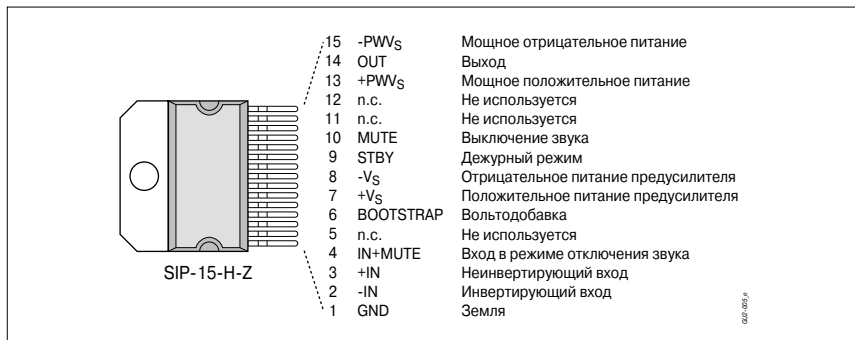 15 -PWVS Мощное отрицательное питание
14 OUT Выход
13 +PWVS Мощное положительное питание
12 n.c. Не используется
11 n.c. Не используется
10 MUTE Выключение звука
9 STBY Дежурный режим
8 -VS Отрицательное питание предусилителя
7 +VS Положительное питание предусилителя
6 BOOTSTRAP Вольтодобавка
5 n.c. Не используется
4 IN+MUTE Вход в режиме отключения звука
3 +IN Неинвертирующий вход
2 -IN Инвертирующий вход
1 GND Земля
SIP-15-H-Z